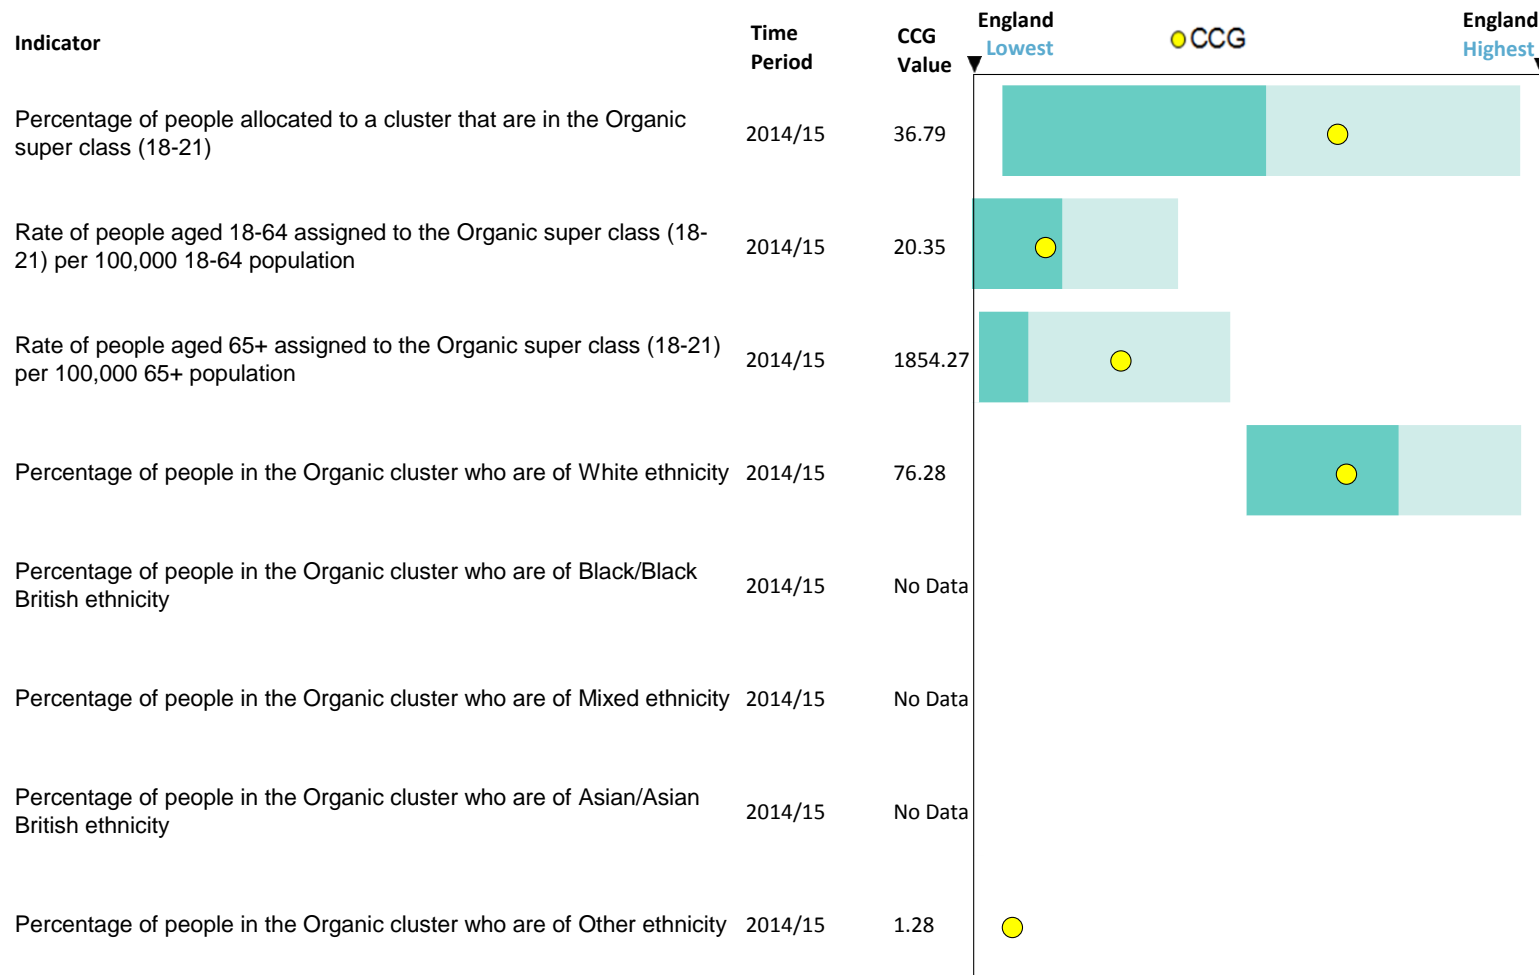 Indicator
Time
Period
CCG
Value
England
Lowest
CCG
England
Highest
Percentage of people allocated to a cluster that are in the Organic
super class (18-21)
2014/15
36.79
Rate of people aged 18-64 assigned to the Organic super class (18-
21) per 100,000 18-64 population
2014/15
20.35
Rate of people aged 65+ assigned to the Organic super class (18-21)
per 100,000 65+ population
2014/15
1854.27
Percentage of people in the Organic cluster who are of White ethnicity
2014/15
76.28
Percentage of people in the Organic cluster who are of Black/Black
British ethnicity
2014/15
No Data
Percentage of people in the Organic cluster who are of Mixed ethnicity
2014/15
No Data
Percentage of people in the Organic cluster who are of Asian/Asian
British ethnicity
2014/15
No Data
Percentage of people in the Organic cluster who are of Other ethnicity
2014/15
1.28